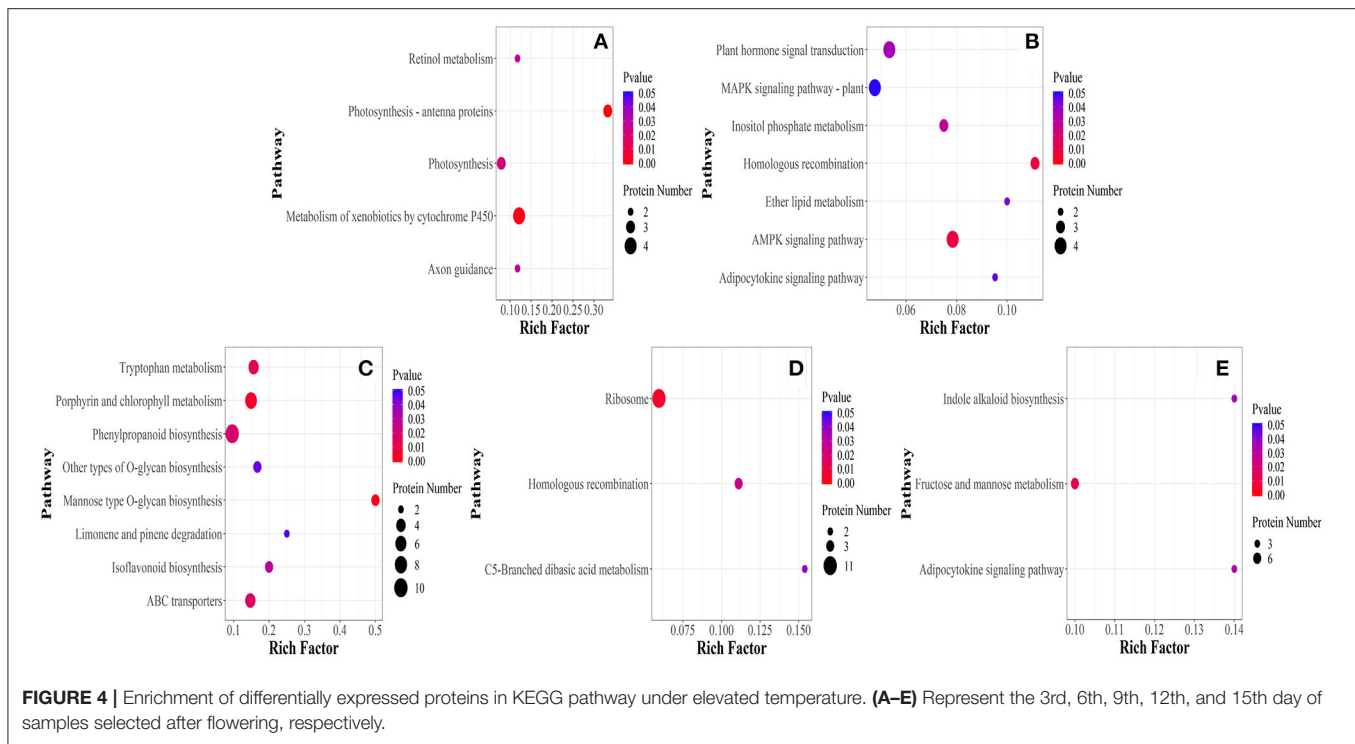 A
Retinol metabolism
Photosynthesis - antenna proteins
Photosynthesis
Metabolism of xenobiotics by cytochrome P450
Axon guidance
Pathway
0.10 0.15 0.20 0.25 0.30
Rich Factor
Pvalue
0.05
0.04
0.03
0.02
0.01
0.00
Protein Number
2
3
4
B
Plant hormone signal transduction
MAPK signaling pathway - plant
Inositol phosphate metabolism
Homologous recombination
Ether lipid metabolism
AMPK signaling pathway
Adipocytokine signaling pathway
Pathway
0.06 0.08 0.10
Rich Factor
Pvalue
0.05
0.04
0.03
0.02
0.01
0.00
Protein Number
2
3
4
C
Tryptophan metabolism
Porphyrin and chlorophyll metabolism
Phenylpropanoid biosynthesis
Other types of O-glycan biosynthesis
Mannose type O-glycan biosynthesis
Limonene and pinene degradation
Isoflavonoid biosynthesis
ABC transporters
Pathway
0.1 0.2 0.3 0.4 0.5
Rich Factor
Pvalue
0.05
0.04
0.03
0.02
0.01
0.00
Protein Number
2
4
6
8
10
D
Ribosome
Homologous recombination
C5-Branched dibasic acid metabolism
Pathway
0.075 0.100 0.125 0.150
Rich Factor
Pvalue
0.05
0.04
0.03
0.02
0.01
0.00
Protein Number
2
3
11
E
Indole alkaloid biosynthesis
Fructose and mannose metabolism
Adipocytokine signaling pathway
Pathway
0.10 0.11 0.12 0.13 0.14
Rich Factor
Pvalue
0.05
0.04
0.03
0.02
0.01
0.00
Protein Number
3
6
FIGURE 4 | Enrichment of differentially expressed proteins in KEGG pathway under elevated temperature. (A–E) Represent the 3rd, 6th, 9th, 12th, and 15th day of
samples selected after flowering, respectively.